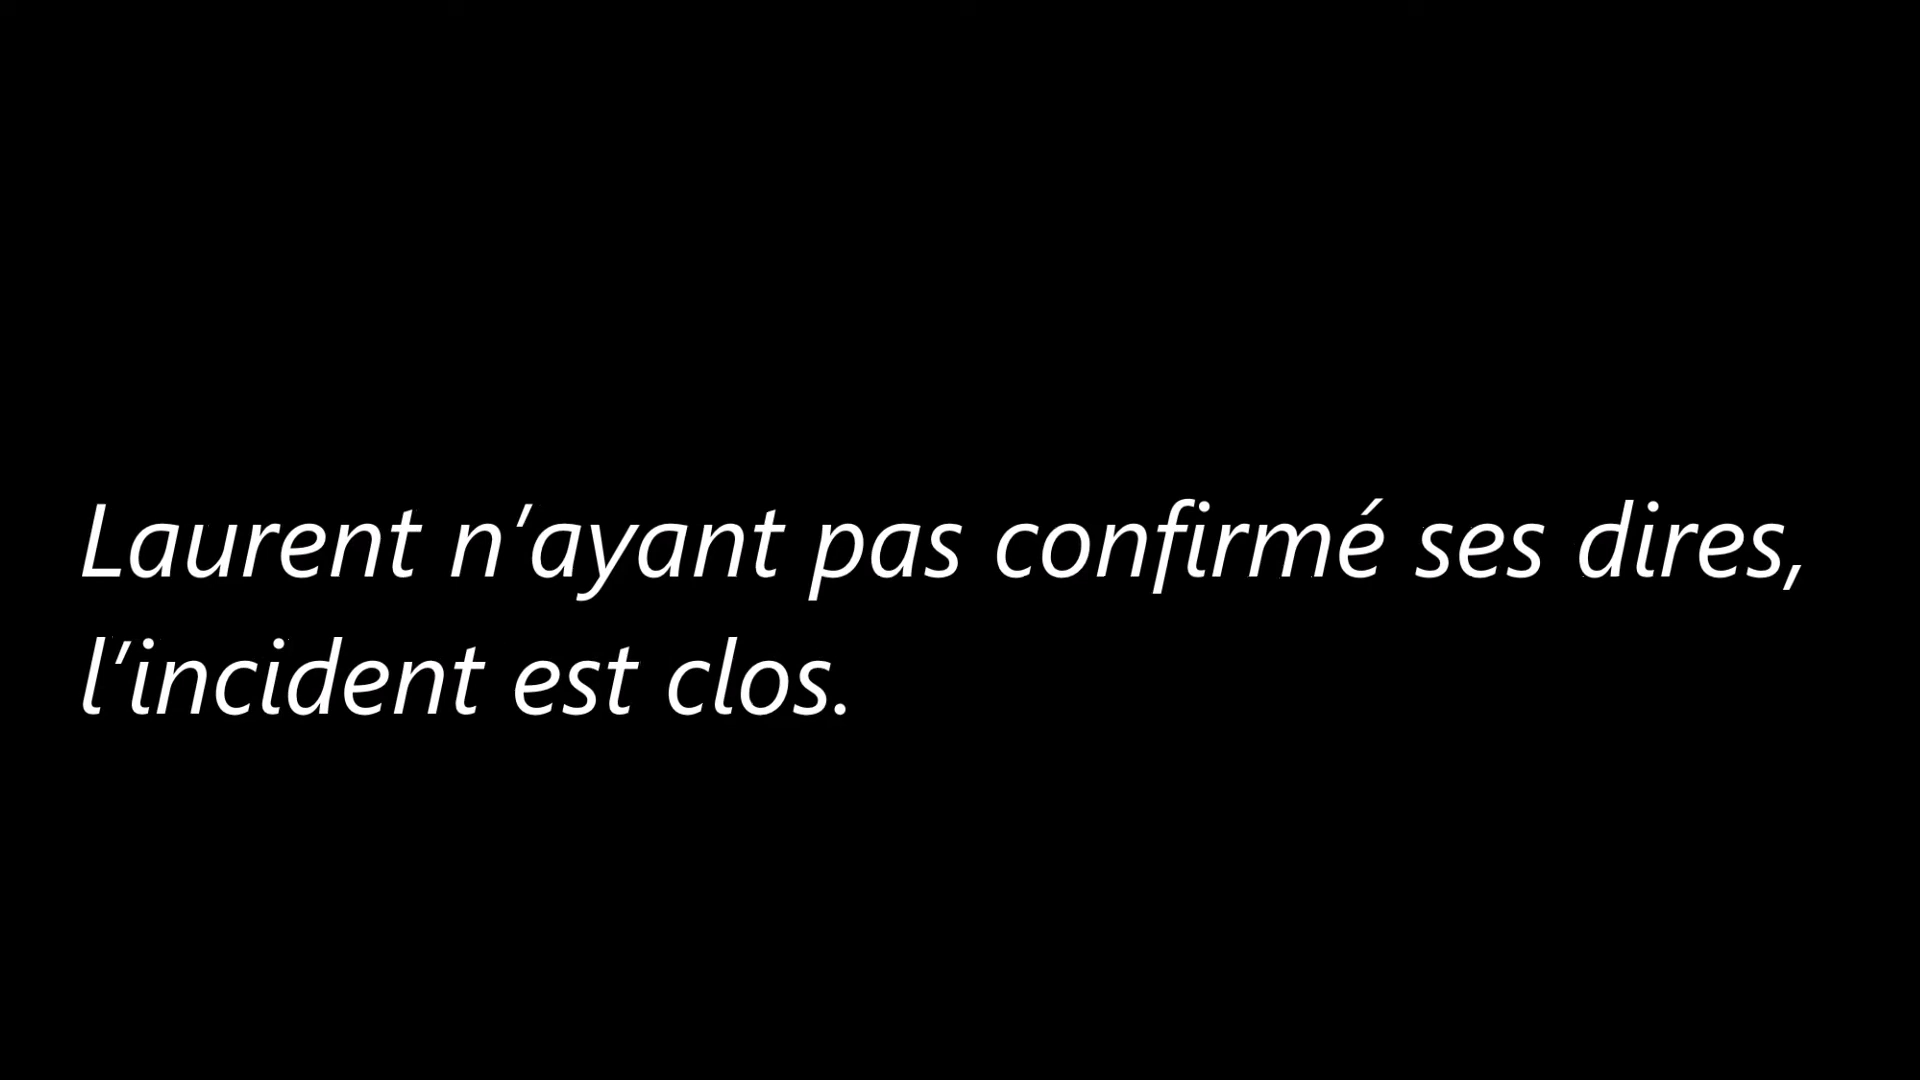 Laurent n’ayant pas confirmé ses dires,
l’incident est clos.